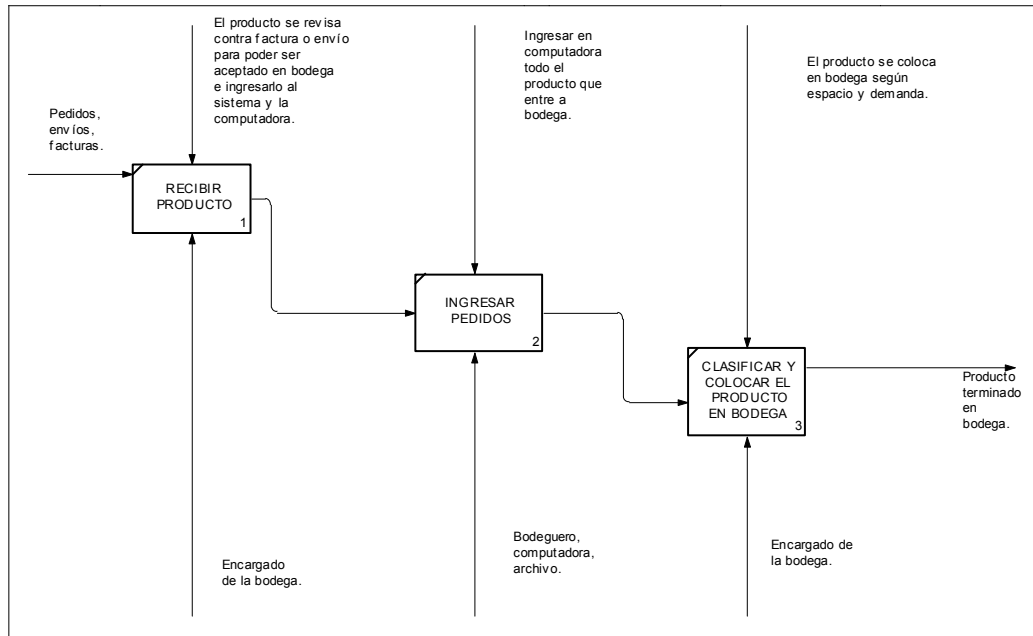 El producto se revisa
contra factura o envío
para poder ser
aceptado en bodega
e ingresarlo al
sistema y la
computadora.
Ingresar en
computadora
todo el
producto que
entre a
bodega.
El producto se coloca
en bodega según
espacio y demanda.
Pedidos,
envíos,
facturas.
RECIBIR
PRODUCTO
1
INGRESAR
PEDIDOS
2
CLASIFICAR Y
COLOCAR EL
PRODUCTO
EN BODEGA
3
Producto
terminado
en
bodega.
Encargado
de la bodega.
Bodeguero,
computadora,
archivo.
Encargado de
la bodega.